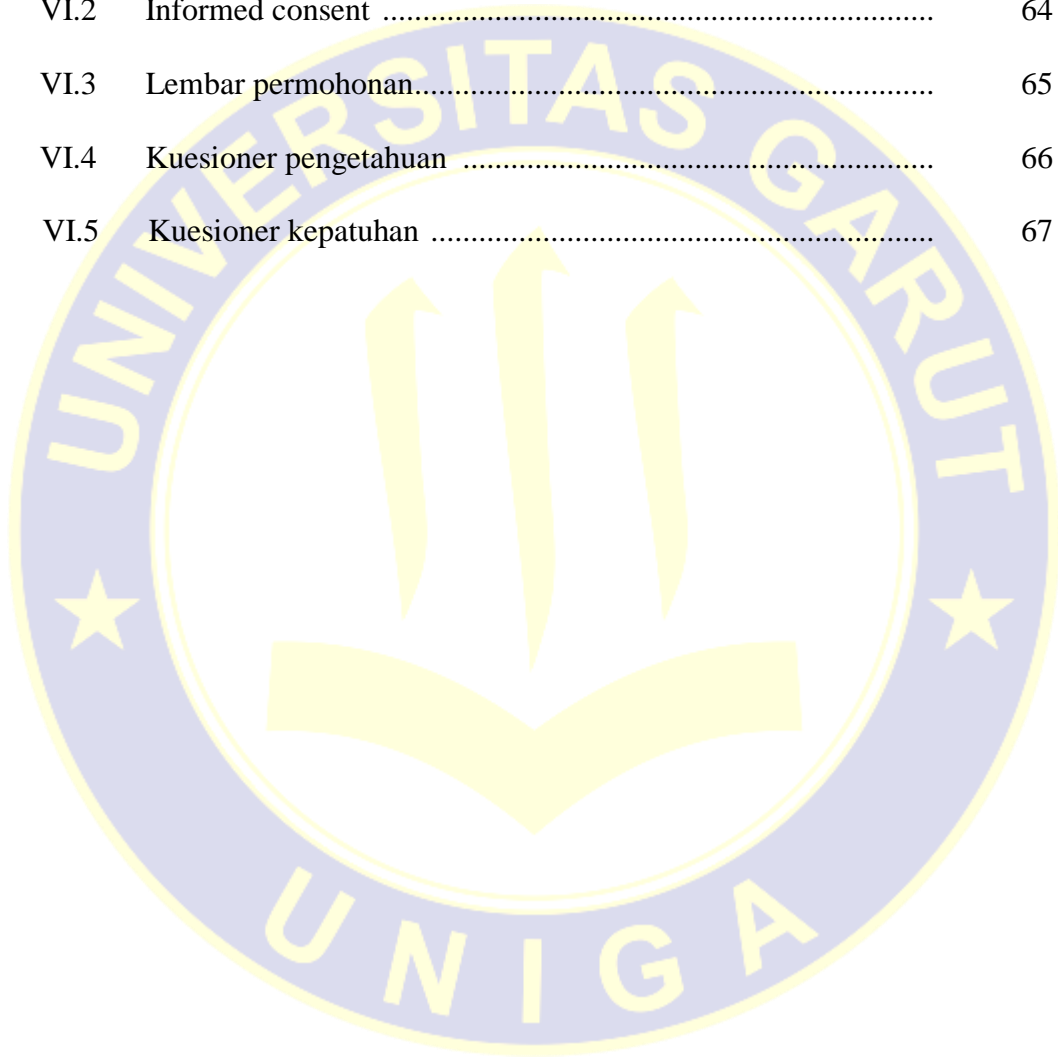 VI.2 Informed consent ........................................................................ 64
VI.3 Lembar permohonan.................................................................. 65
VI.4 Kuesioner pengetahuan ............................................................ 66
VI.5 Kuesioner kepatuhan ................................................................ 67
UNIVERSITAS GARUT
UNIGA